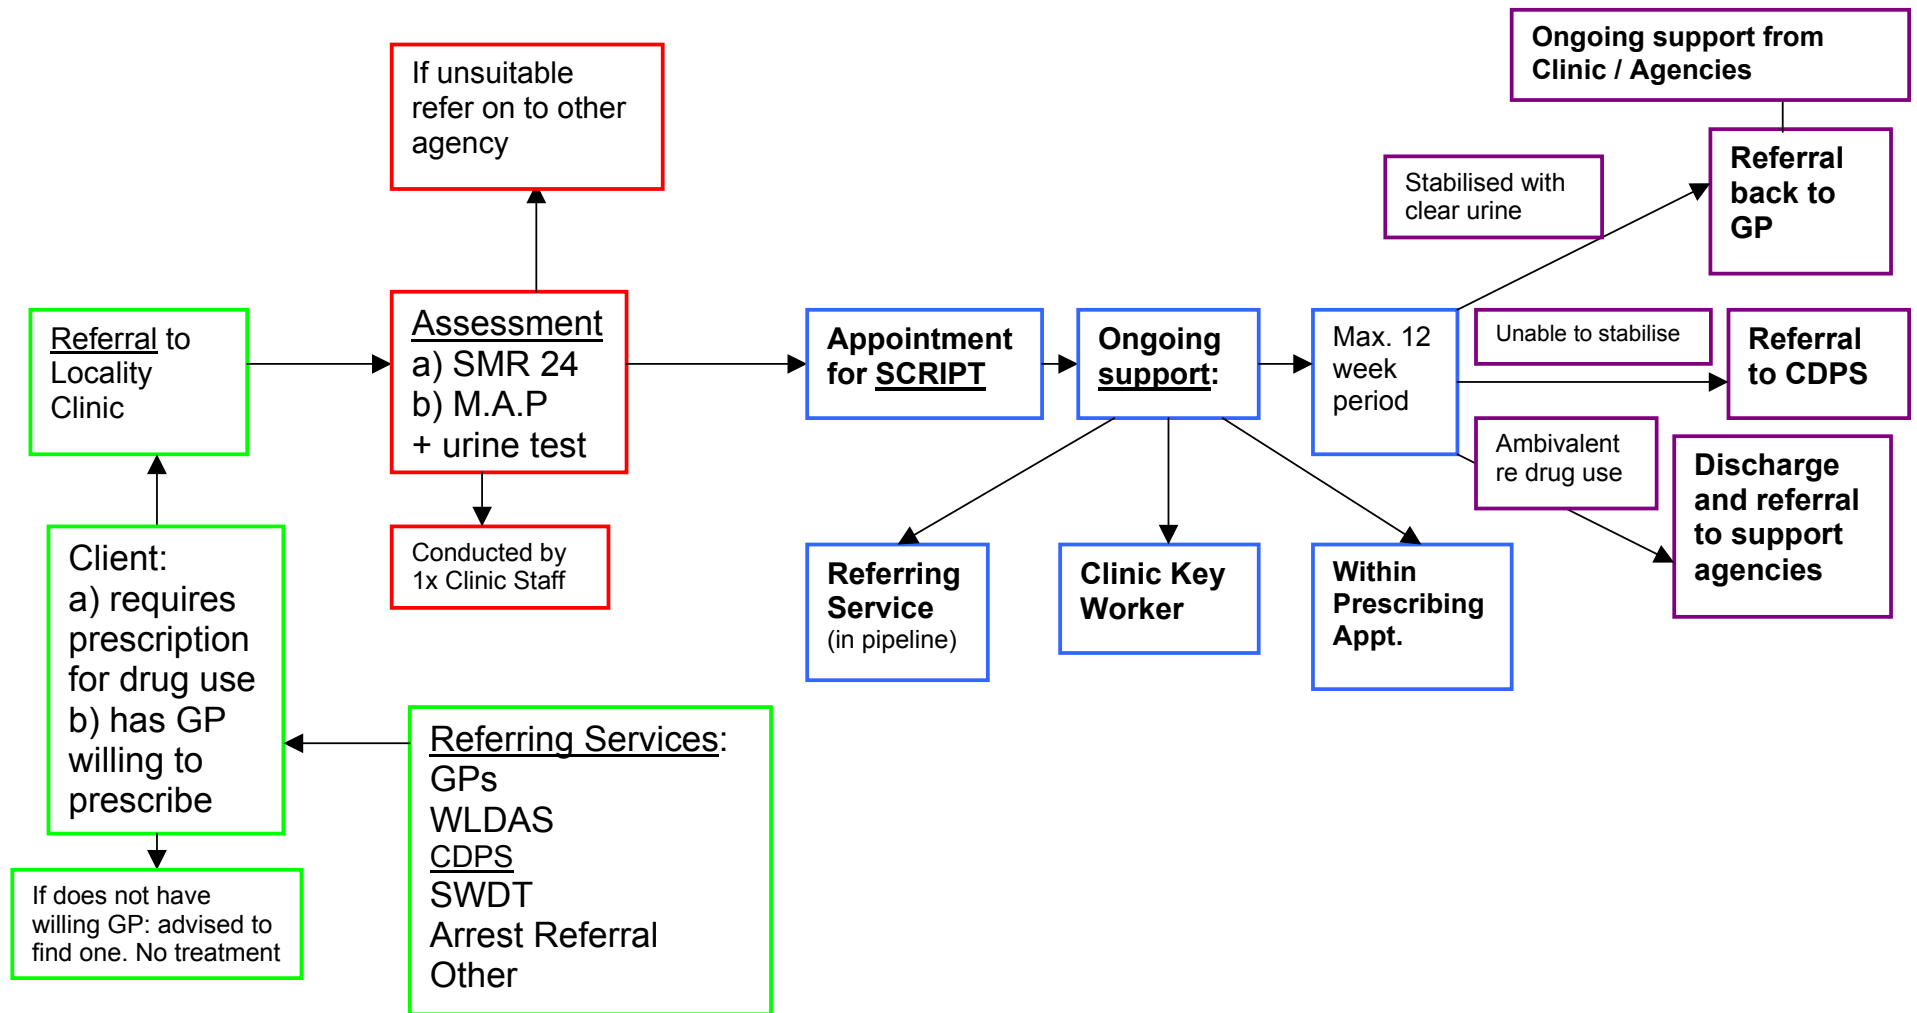 Ongoing support from
Clinic / Agencies
If unsuitable
refer on to other
agency
Stabilised with
clear urine
Referral
back to
GP
Referral to
Locality
Clinic
Assessment
a) SMR 24
b) M.A.P
+ urine test
Appointment
for SCRIPT
Ongoing
support:
Max. 12
week
period
Unable to stabilise
Referral
to CDPS
Ambivalent
re drug use
Discharge
and referral
to support
agencies
Conducted by
1x Clinic Staff
Referring
Service
(in pipeline)
Clinic Key
Worker
Within
Prescribing
Appt.
Client:
a) requires
prescription
for drug use
b) has GP
willing to
prescribe
Referring Services:
GPs
WLDAS
CDPS
SWDT
Arrest Referral
Other
If does not have
willing GP: advised to
find one. No treatment